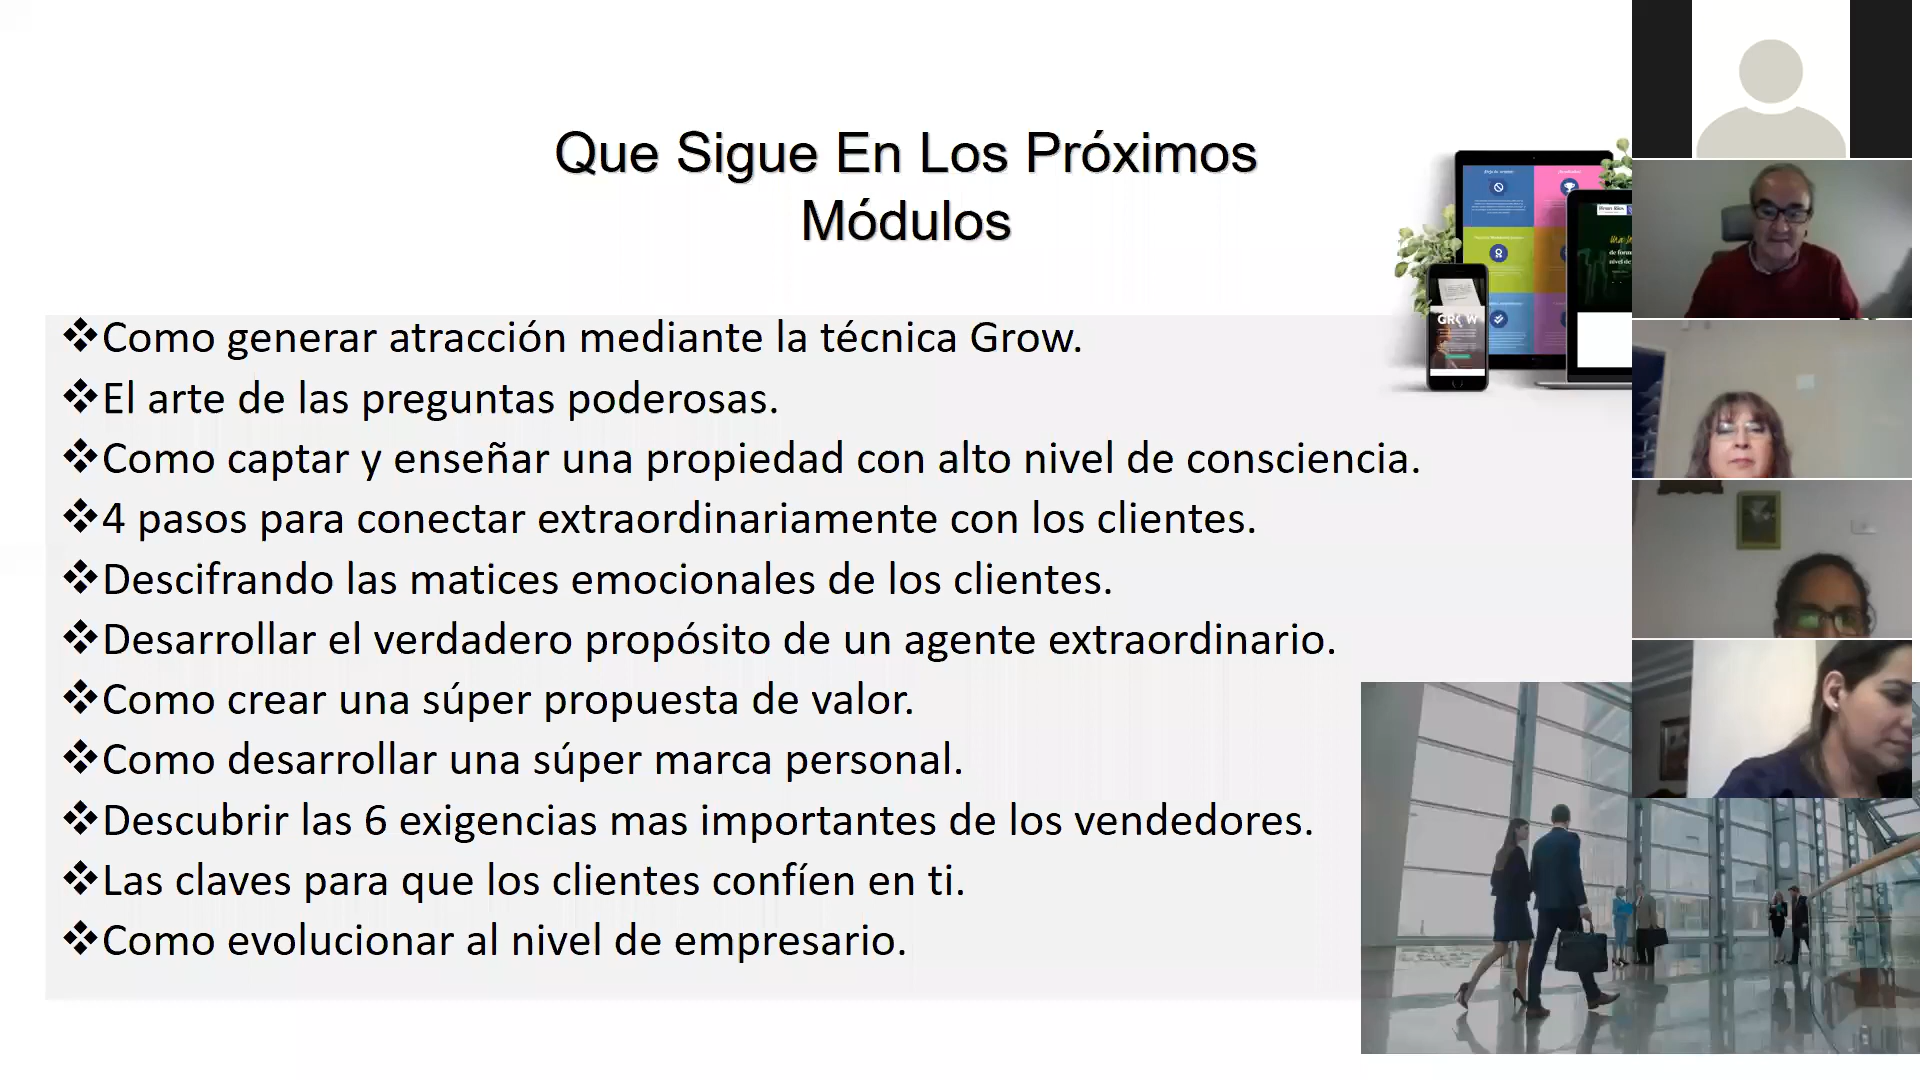 Que Sigue En Los Próximos
Módulos
❖Como generar atracción mediante la técnica Grow.
❖El arte de las preguntas poderosas.
❖Como captar y enseñar una propiedad con alto nivel de consciencia.
❖4 pasos para conectar extraordinariamente con los clientes.
❖Descifrando las matices emocionales de los clientes.
❖Desarrollar el verdadero propósito de un agente extraordinario.
❖Como crear una súper propuesta de valor.
❖Como desarrollar una súper marca personal.
❖Descubrir las 6 exigencias mas importantes de los vendedores.
❖Las claves para que los clientes confíen en ti.
❖Como evolucionar al nivel de empresario.
GROW